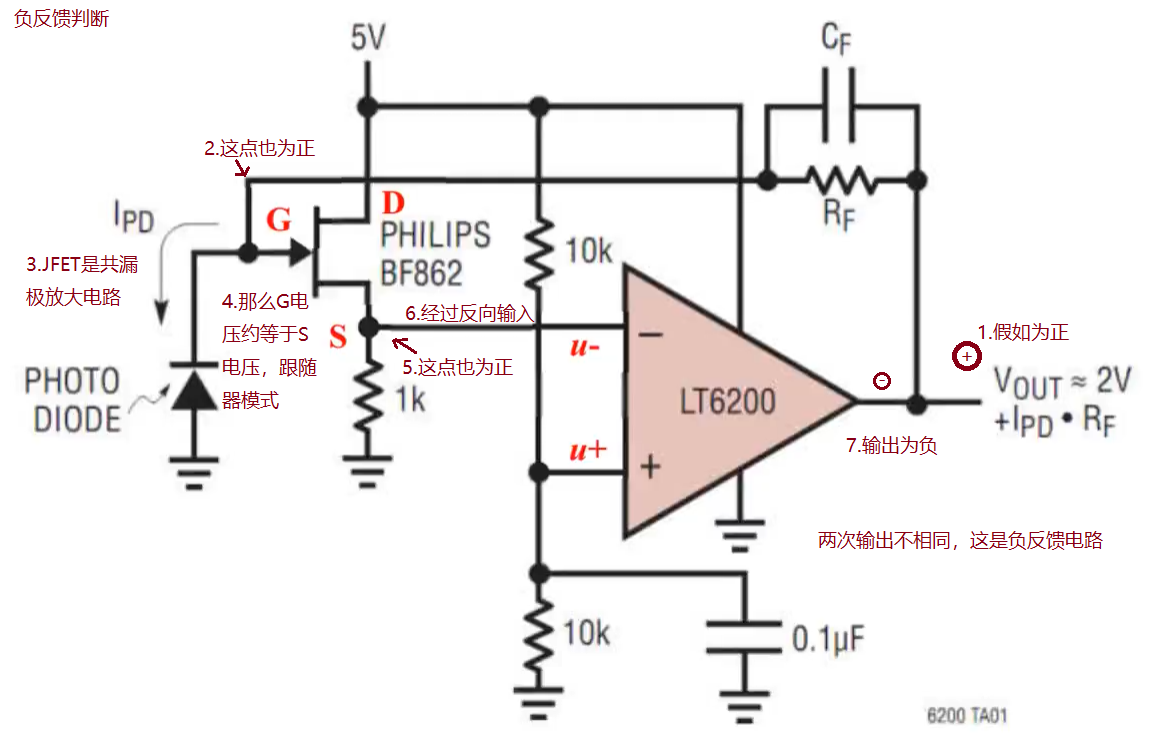 负反馈判断
5V
CF
2.这点也为正
IPD
G
D
RF
PHILIPS
BF862
10k
3.JFET是共漏
极放大电路
4.那么G电
压约等于S
电压，跟随
器模式
6.经过反向输入
S
u-
−
1.假如为正
+
5.这点也为正
PHOTO
DIODE
1k
LT6200
-
VOUT ≈ 2V
+IPD • RF
7.输出为负
u+
+
两次输出不相同，这是负反馈电路
10k
0.1µF
6200 TA01